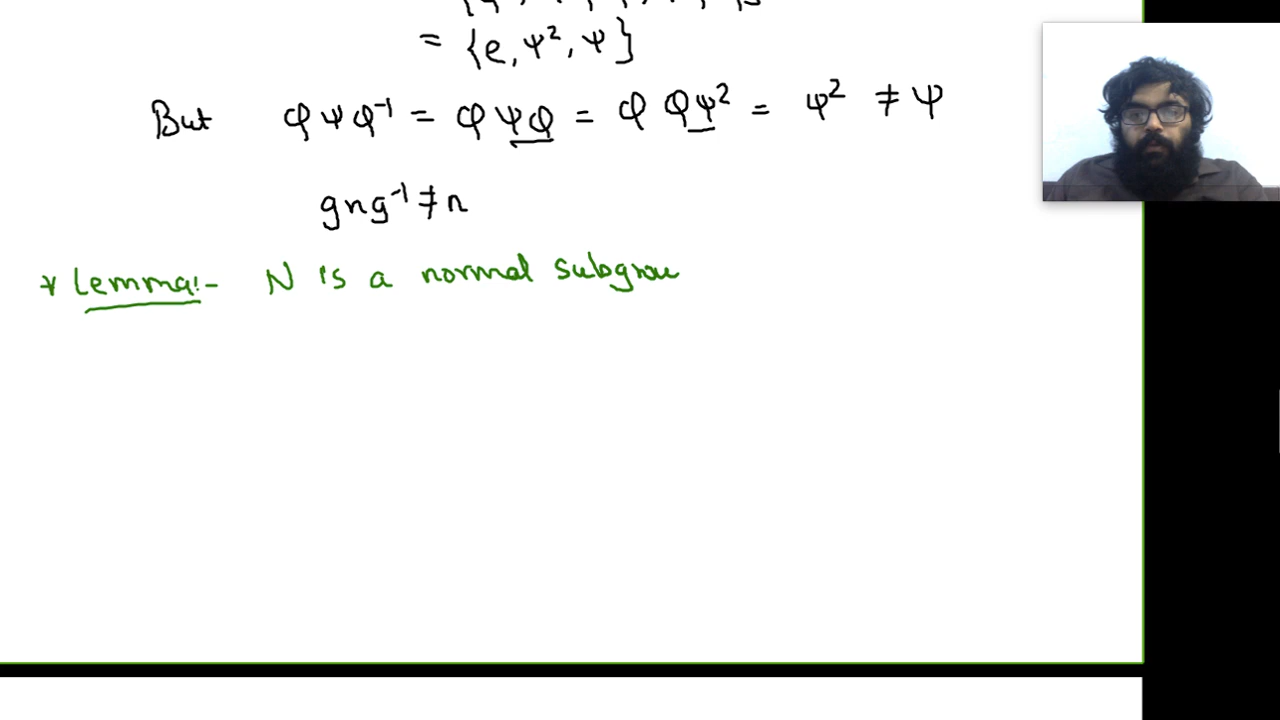 = {e, ψ², ψ}
But φψφ⁻¹ = φψφ = φφψ² = ψ² ≠ ψ
gng⁻¹ ≠ n
* Lemma:- N is a normal subgrou